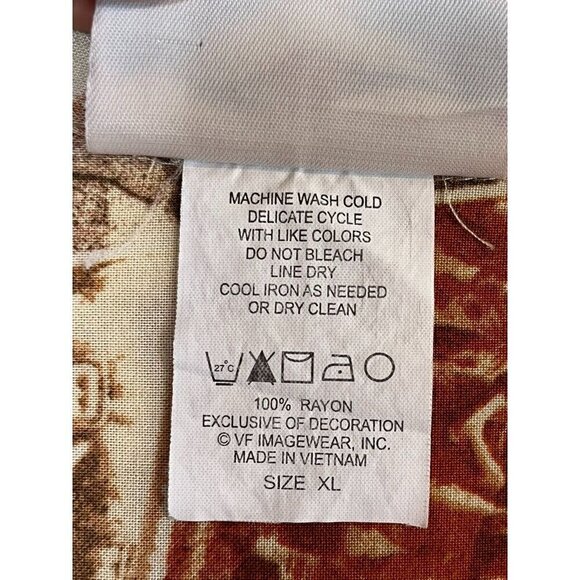 MACHINE WASH COLD
DELICATE CYCLE
WITH LIKE COLORS
DO NOT BLEACH
LINE DRY
COOL IRON AS NEEDED
OR DRY CLEAN
27°C
100% RAYON
EXCLUSIVE OF DECORATION
© VF IMAGEWEAR, INC.
MADE IN VIETNAM
SIZE XL